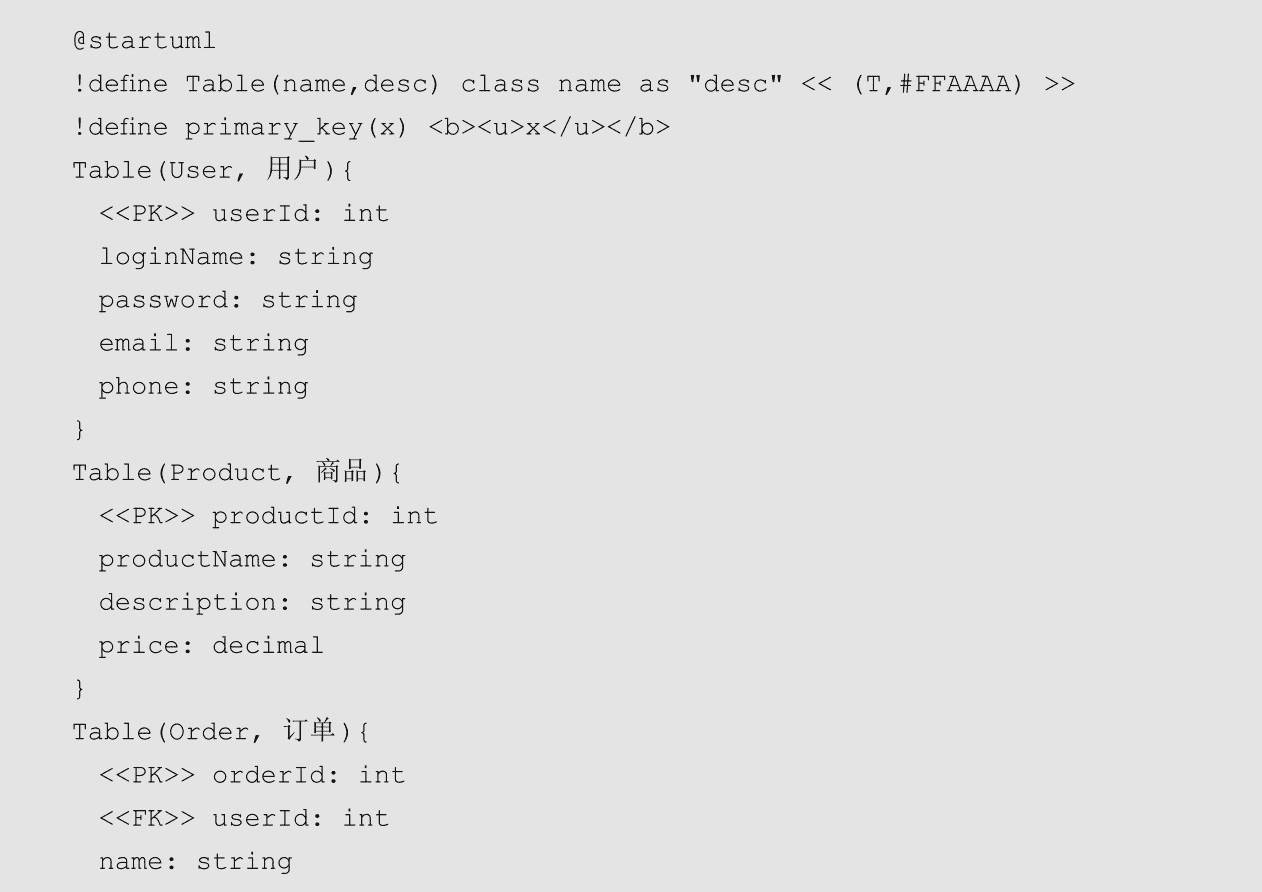 @startuml
!define Table(name,desc) class name as "desc" << (T,#FFAAAA) >>
!define primary_key(x) <b><u>x</u></b>
Table(User, 用户){
<<PK>> userId: int
loginName: string
password: string
email: string
phone: string
}
Table(Product, 商品){
<<PK>> productId: int
productName: string
description: string
price: decimal
}
Table(Order, 订单){
<<PK>> orderId: int
<<FK>> userId: int
name: string